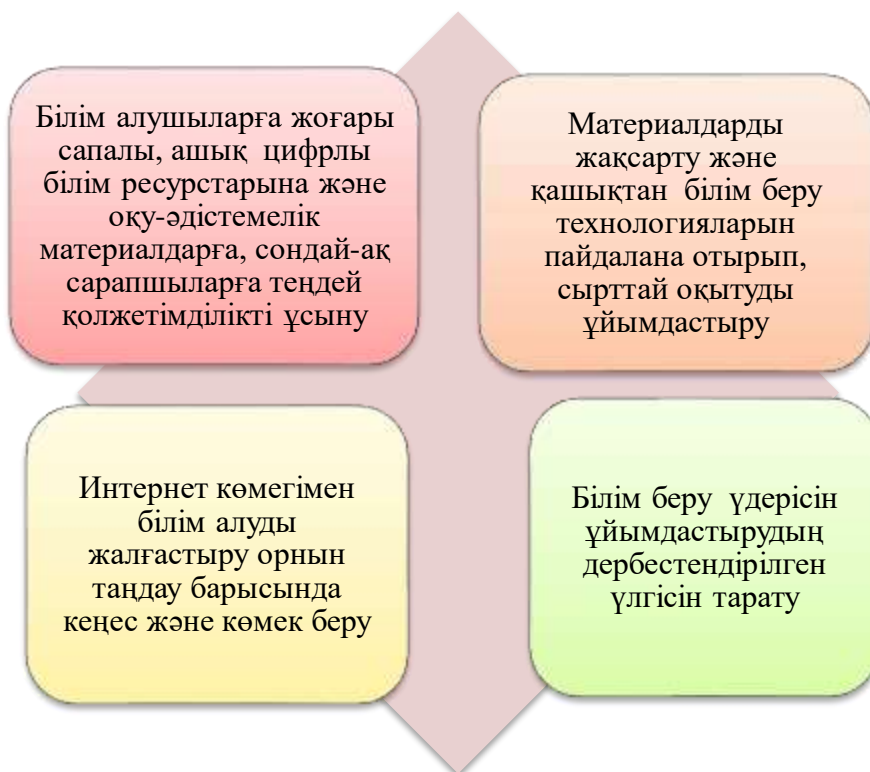 Білім алушыларға жоғары
сапалы, ашық цифрлы
білім ресурстарына және
оқу-әдістемелік
материалдарға, сондай-ақ
сарапшыларға теңдей
қолжетімділікті ұсыну
Материалдарды
жақсарту және
қашықтан білім беру
технологияларын
пайдалана отырып,
сырттай оқытуды
ұйымдастыру
Интернет көмегімен
білім алуды
жалғастыру орнын
таңдау барысында
кеңес және көмек беру
Білім беру үдерісін
ұйымдастырудың
дербестендірілген
үлгісін тарату